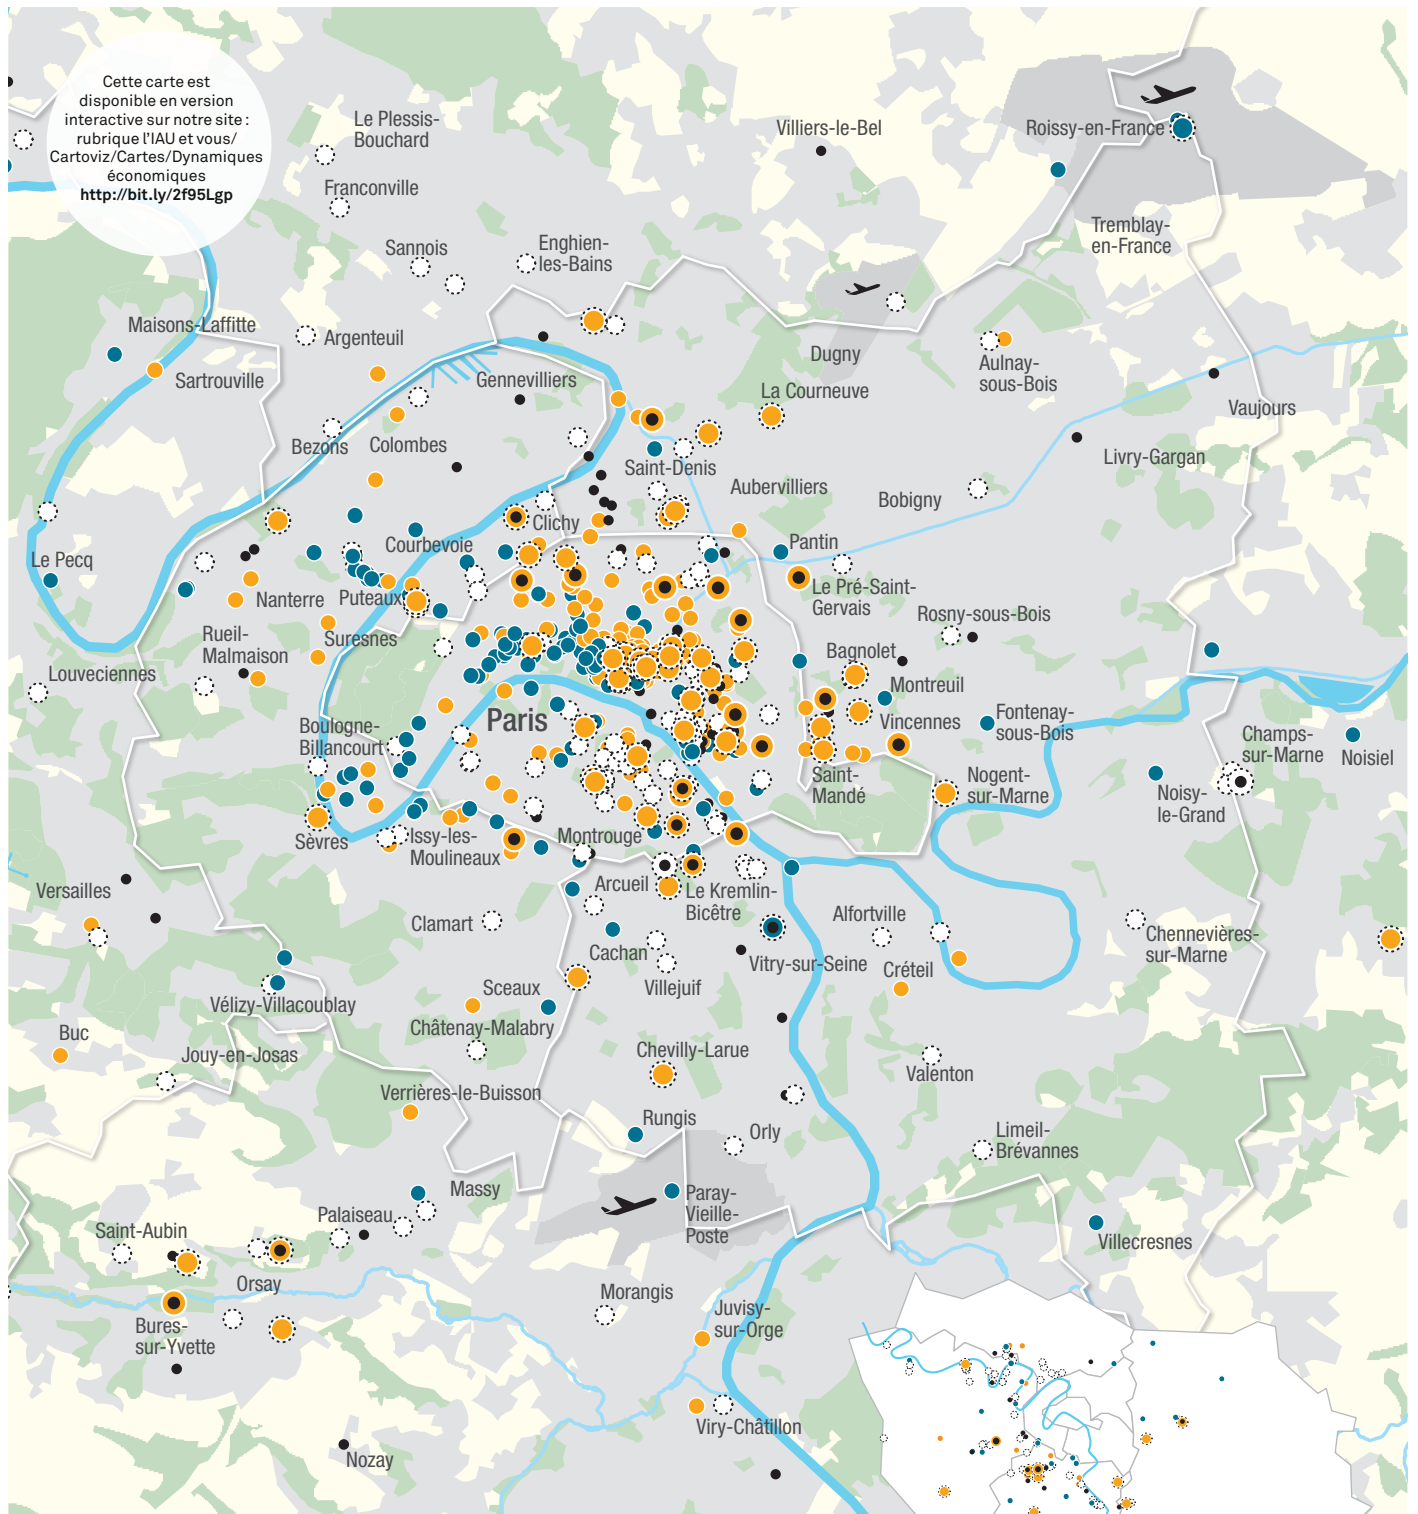 Cette carte est
disponible en version
interactive sur notre site :
rubrique l'IAU et vous/
Cartoviz/Cartes/Dynamiques
économiques
http://bit.ly/2f95Lgp
Le Plessis-
Bouchard
Villiers-le-Bel
Roissy-en-France
Franconville
Tremblay-
en-France
Sannois
Enghien-
les-Bains
Maisons-Laffitte
Argenteuil
Dugny
Sartrouville
Gennevilliers
La Courneuve
Aulnay-
sous-Bois
Vaujours
Bezons
Colombes
Livry-Gargan
Saint-Denis
Aubervilliers
Bobigny
Clichy
Le Pecq
Courbevoie
Pantin
Nanterre
Puteaux
Le Pré-Saint-
Gervais
Rosny-sous-Bois
Suresnes
Rueil-
Malmaison
Bagnolet
Louveciennes
Montreuil
Paris
Vincennes
Fontenay-
sous-Bois
Boulogne-
Billancourt
Champs-
sur-Marne
Noisiel
Saint-
Mandé
Nogent-
sur-Marne
Noisy-
le-Grand
Sèvres
Issy-les-
Moulineaux
Montrouge
Versailles
Arcueil
Le Kremlin-
Bicêtre
Clamart
Alfortville
Chennevières-
sur-Marne
Cachan
Vitry-sur-Seine
Créteil
Villejuif
Sceaux
Vélizy-Villacoublay
Châtenay-Malabry
Buc
Jouy-en-Josas
Chevilly-Larue
Valenton
Verrières-le-Buisson
Rungis
Orly
Limeil-
Brévannes
Massy
Paray-
Vieille-
Poste
Palaiseau
Saint-Aubin
Villecresnes
Orsay
Morangis
Juvisy-
sur-Orge
Bures-
sur-Yvette
Viry-Châtillon
Nozay